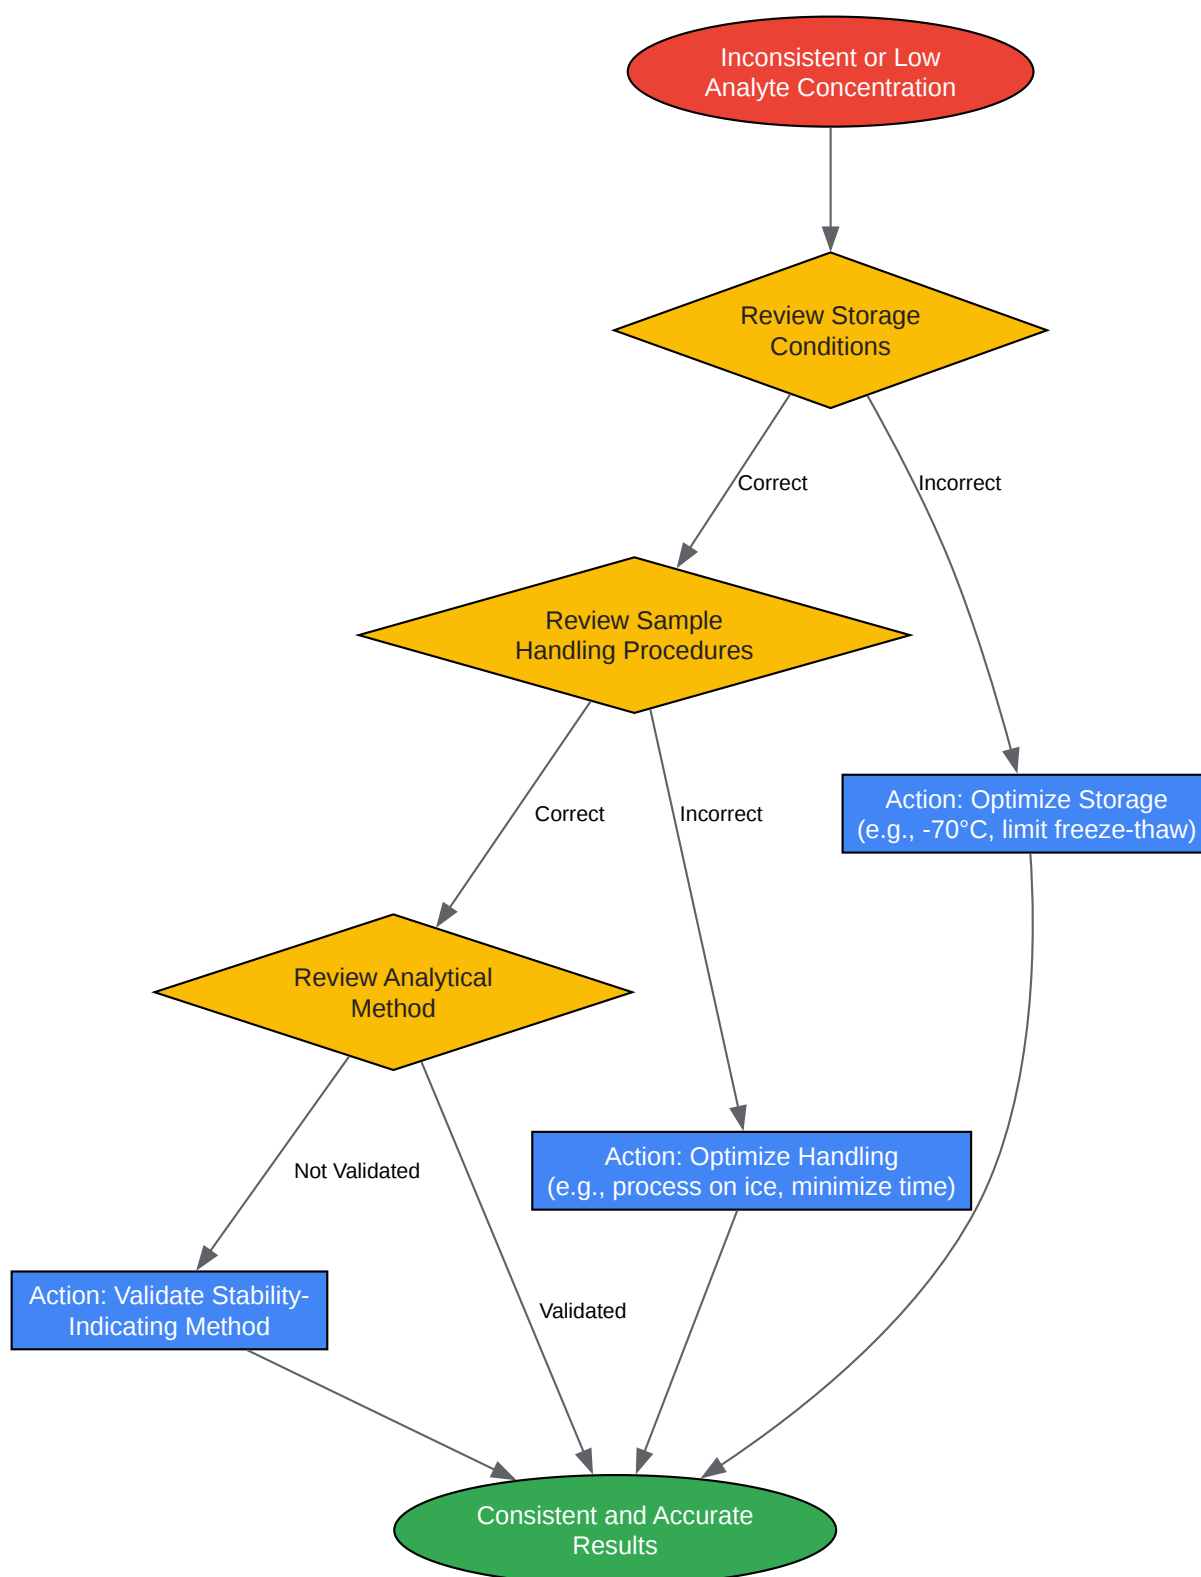 Inconsistent or Low
Analyte Concentration
Review Storage
Conditions
Correct
Incorrect
Review Sample
Handling Procedures
Correct
Incorrect
Action: Optimize Storage
(e.g., -70°C, limit freeze-thaw)
Review Analytical
Method
Not Validated
Action: Optimize Handling
(e.g., process on ice, minimize time)
Action: Validate Stability-
Indicating Method
Validated
Consistent and Accurate
Results